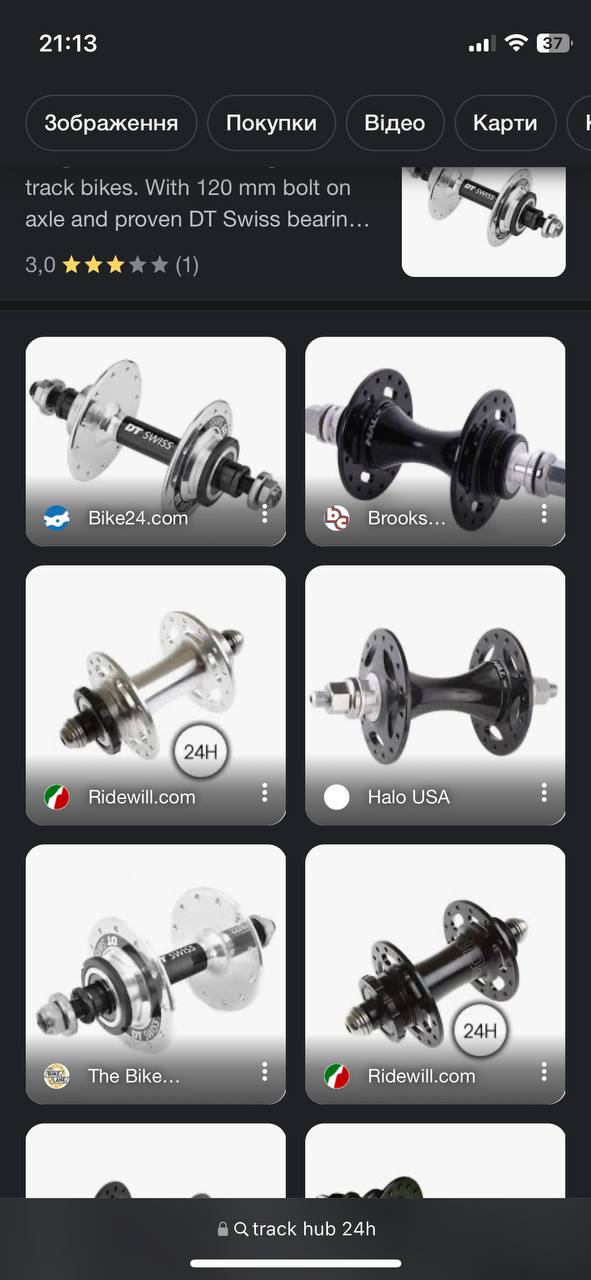 21:13
37
Зображення
Покупки
Відео
Карти
track bikes. With 120 mm bolt on
axle and proven DT Swiss bearin…
3,0 (1)
DT SWISS
DT SWISS
Bike24.com
Brooks…
24H
Ridewill.com
Halo USA
DT SWISS
The Bike…
24H
Ridewill.com
track hub 24h